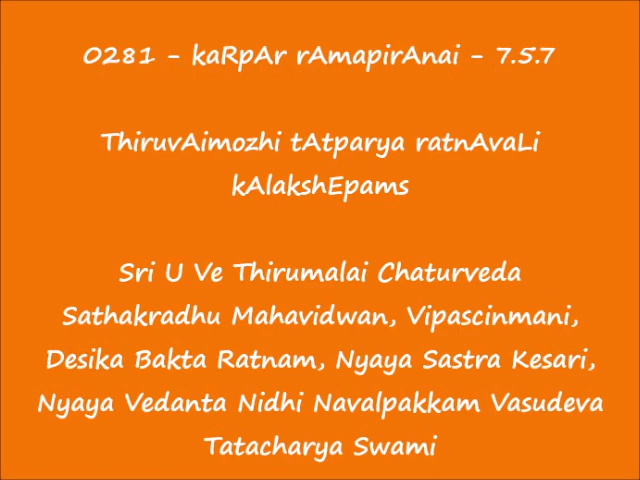 0281 - kaRpAr rAmapirAnai - 7.5.7
ThiruvAimozhi tAtparya ratnAvaLi
kAlakshEpams
Sri U Ve Thirumalai Chaturveda
Sathakradhu Mahavidwan, Vipascinmani,
Desika Bakta Ratnam, Nyaya Sastra Kesari,
Nyaya Vedanta Nidhi Navalpakkam Vasudeva
Tatacharya Swami